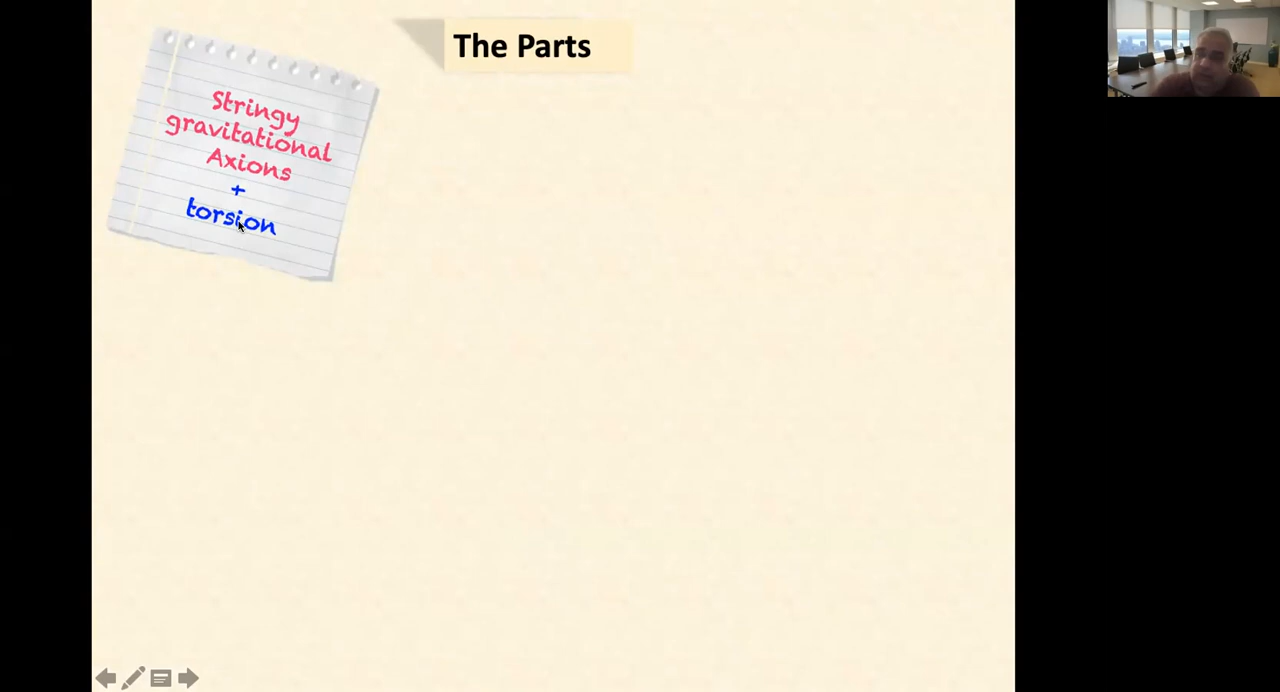 The Parts
Stringy
gravitational
Axions
+
torsion